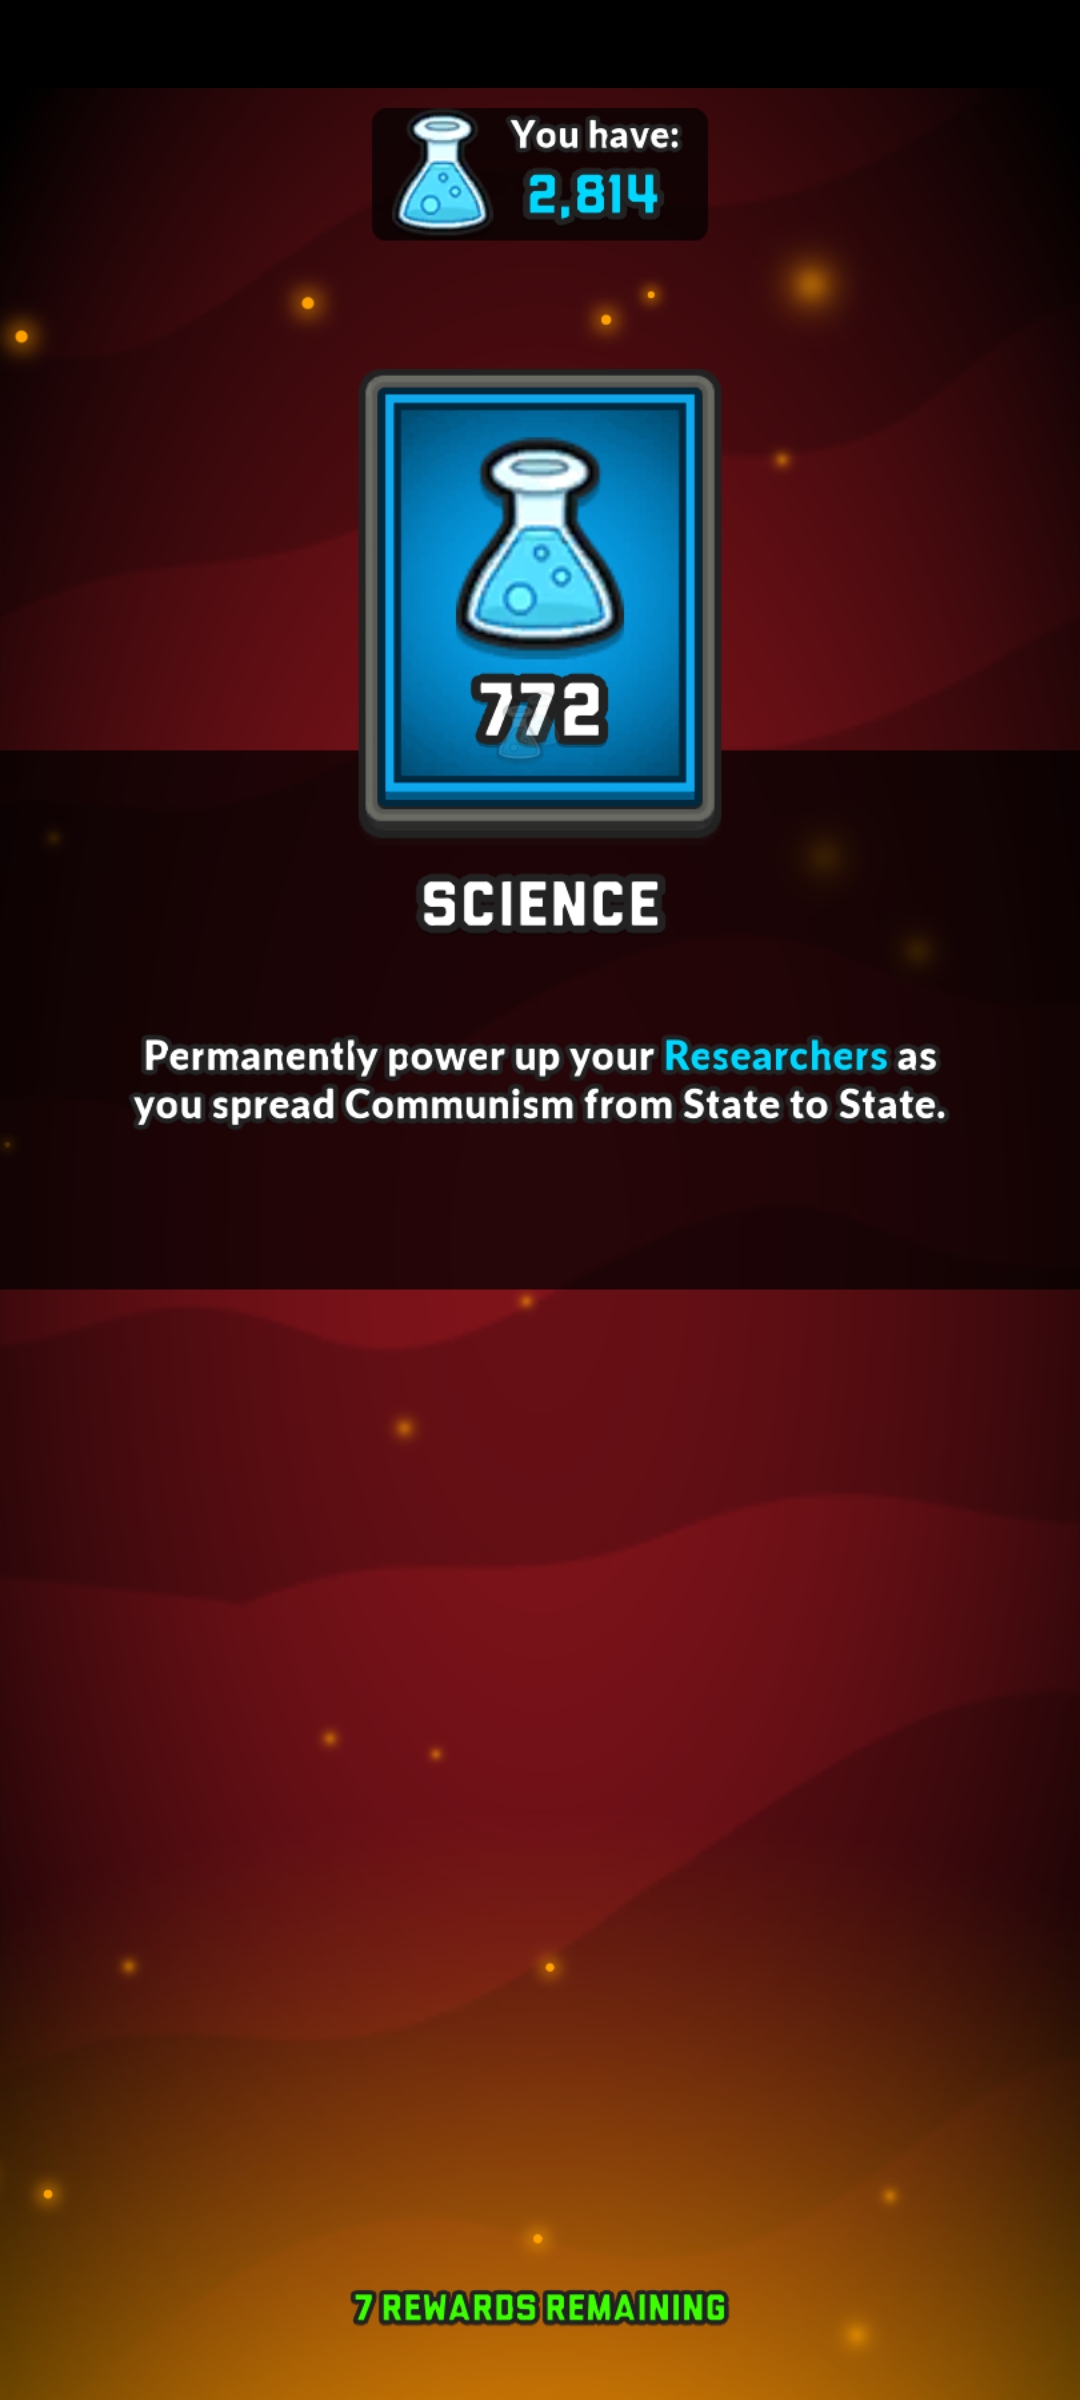 You have:
2,814
772
SCIENCE
Permanently power up your Researchers as
you spread Communism from State to State.
7 REWARDS REMAINING